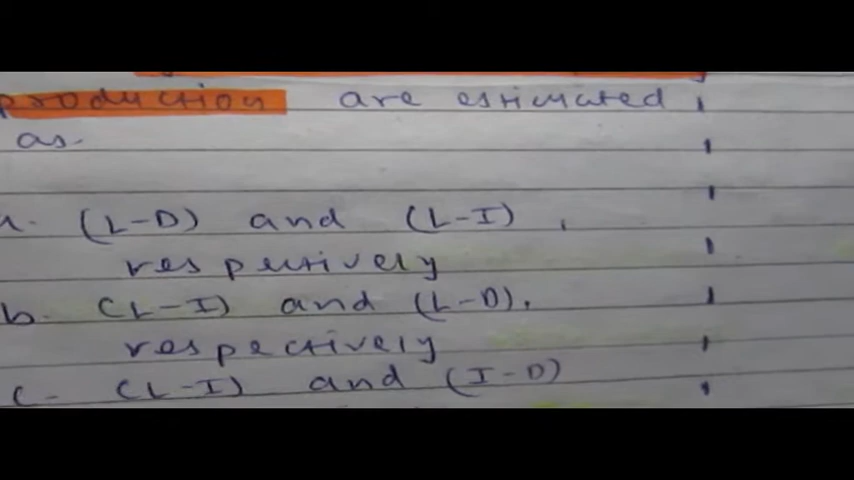 production are estimated
as.
a. (L-D) and (L-I),
respectively
b. (L-I) and (L-D).
respectively
c. (L-I) and (I-D)